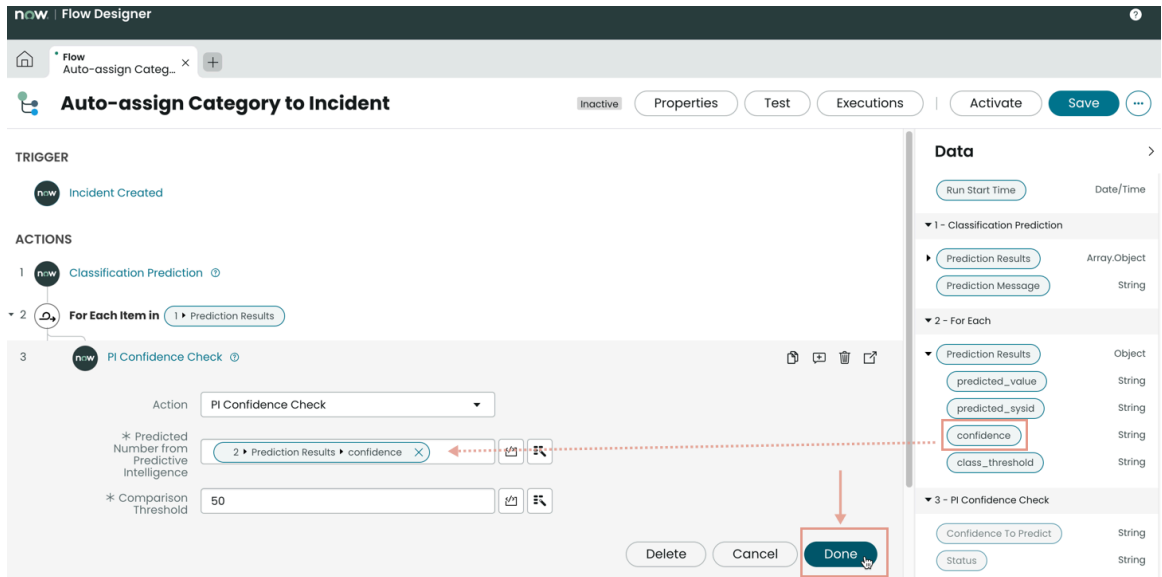 now. | Flow Designer
?
Flow
Auto-assign Categ...
Auto-assign Category to Incident
Inactive
Properties
Test
Executions
Activate
Save
TRIGGER
now
Incident Created
ACTIONS
1
now
Classification Prediction
2
For Each Item in
1 ▸ Prediction Results
3
now
PI Confidence Check
Action
PI Confidence Check
* Predicted
Number from
Predictive
Intelligence
2 ▸ Prediction Results ▸ confidence
* Comparison
Threshold
50
Delete
Cancel
Done
Data
Run Start Time
Date/Time
1 - Classification Prediction
Prediction Results
Array.Object
Prediction Message
String
2 - For Each
Prediction Results
Object
predicted_value
String
predicted_sysid
String
confidence
String
class_threshold
String
3 - PI Confidence Check
Confidence To Predict
String
Status
String